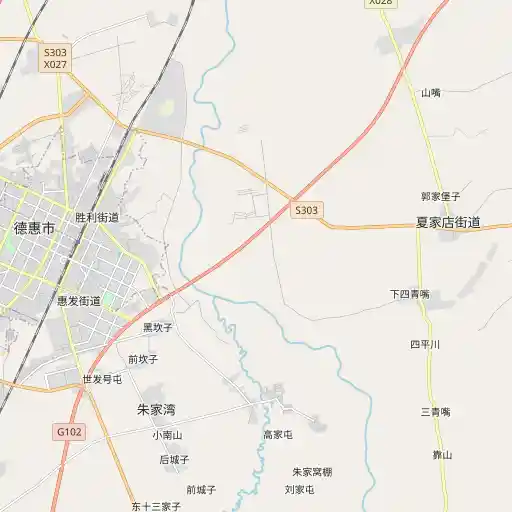 X028
S303
X027
山嘴
郭家堡子
胜利街道
S303
夏家店街道
德惠市
下四青嘴
惠发街道
黑坎子
四平川
前坎子
世发号屯
朱家湾
三青嘴
G102
小南山
高家屯
靠山
后城子
朱家窝棚
前城子
刘家屯
东十三家子